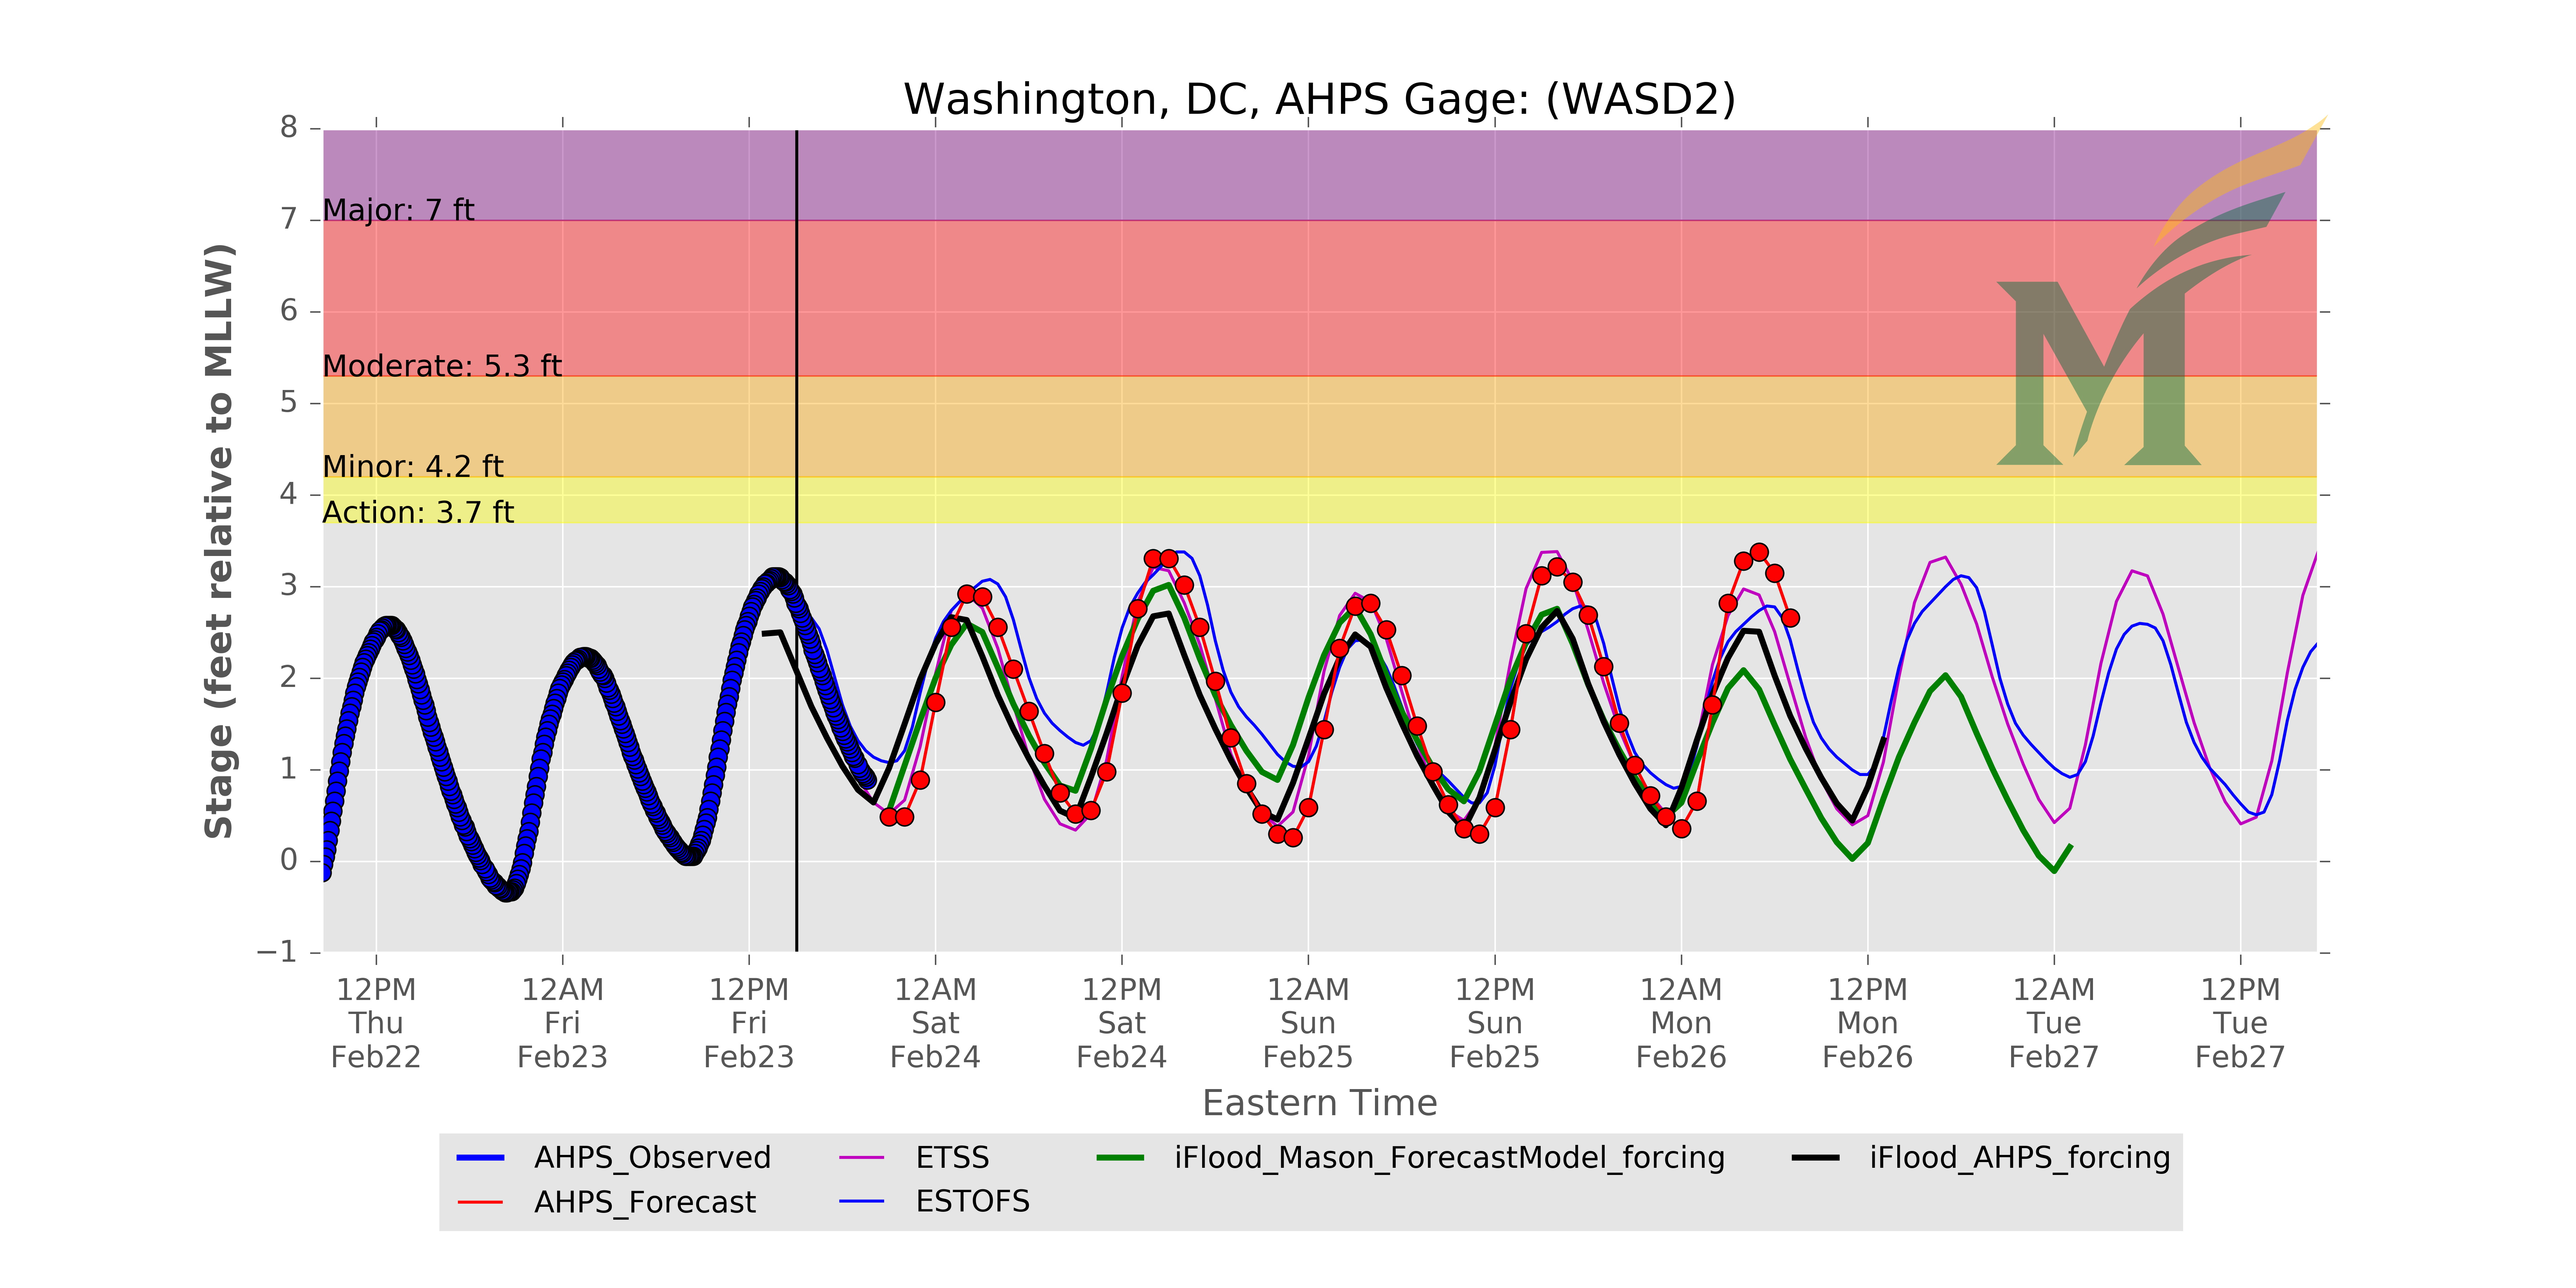 Washington, DC, AHPS Gage: (WASD2)
8
7
6
5
4
3
2
1
0
−1
Stage (feet relative to MLLW)
Major: 7 ft
Moderate: 5.3 ft
Minor: 4.2 ft
Action: 3.7 ft
12PM Thu Feb22
12AM Fri Feb23
12PM Fri Feb23
12AM Sat Feb24
12PM Sat Feb24
12AM Sun Feb25
12PM Sun Feb25
12AM Mon Feb26
12PM Mon Feb26
12AM Tue Feb27
12PM Tue Feb27
Eastern Time
AHPS_Observed
AHPS_Forecast
ETSS
ESTOFS
iFlood_Mason_ForecastModel_forcing
iFlood_AHPS_forcing